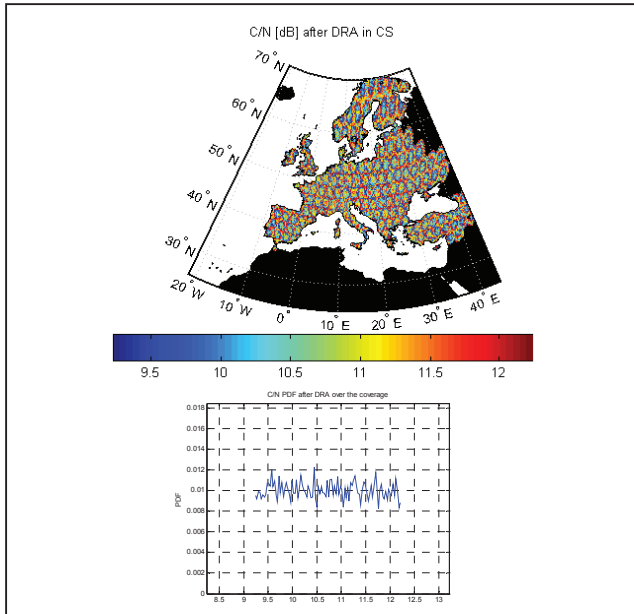 C/N [dB] after DRA in CS
70°N
60°N
50°N
40°N
30°N
20°W
10°W
0°
10°E
20°E
30°E
40°E
9.5 10 10.5 11 11.5 12
C/N PDF after DRA over the coverage
PDF
0.018
0.016
0.014
0.012
0.01
0.008
0.006
0.004
0.002
0
8.5 9 9.5 10 10.5 11 11.5 12 12.5 13